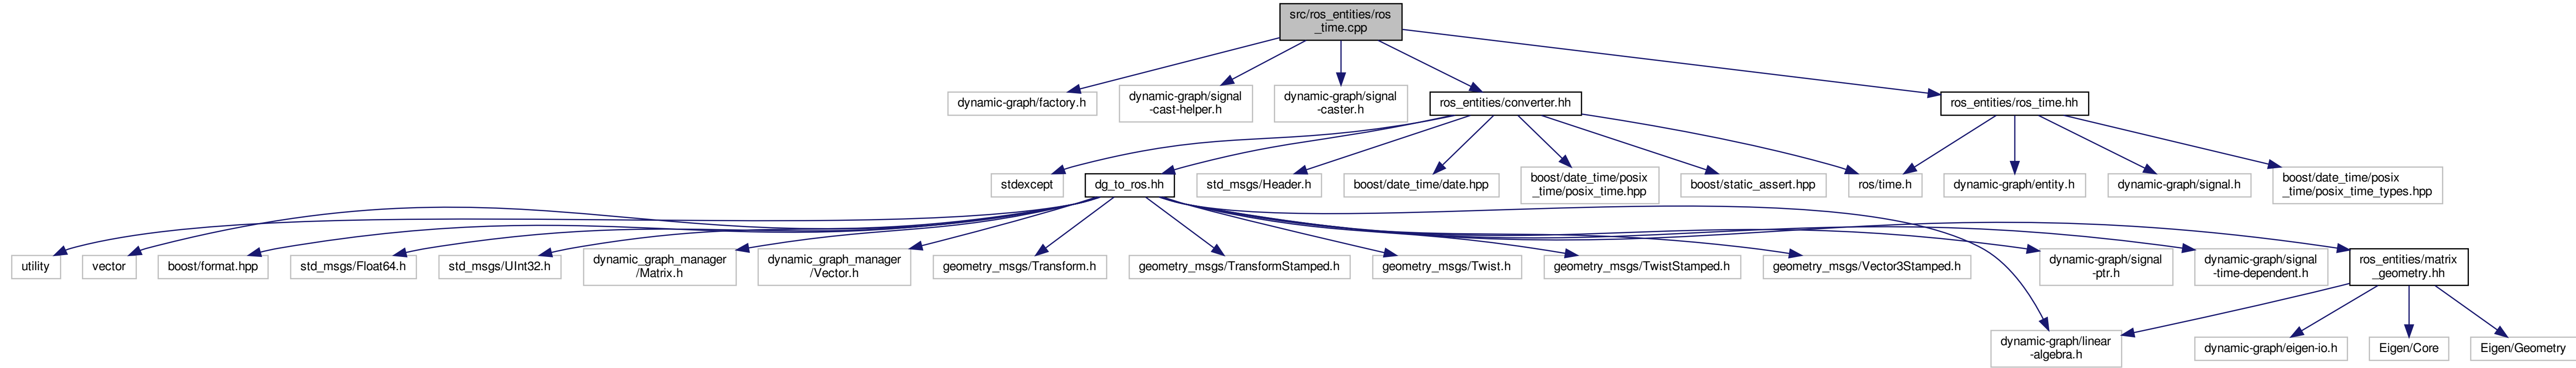 src/ros_entities/ros
_time.cpp
dynamic-graph/factory.h
dynamic-graph/signal
-cast-helper.h
dynamic-graph/signal
-caster.h
ros_entities/converter.hh
ros_entities/ros_time.hh
stdexcept
dg_to_ros.hh
std_msgs/Header.h
boost/date_time/date.hpp
boost/date_time/posix
_time/posix_time.hpp
boost/static_assert.hpp
ros/time.h
dynamic-graph/entity.h
dynamic-graph/signal.h
boost/date_time/posix
_time/posix_time_types.hpp
utility
vector
boost/format.hpp
std_msgs/Float64.h
std_msgs/UInt32.h
dynamic_graph_manager
/Matrix.h
dynamic_graph_manager
/Vector.h
geometry_msgs/Transform.h
geometry_msgs/TransformStamped.h
geometry_msgs/Twist.h
geometry_msgs/TwistStamped.h
geometry_msgs/Vector3Stamped.h
dynamic-graph/signal
-ptr.h
dynamic-graph/signal
-time-dependent.h
ros_entities/matrix
_geometry.hh
dynamic-graph/linear
-algebra.h
dynamic-graph/eigen-io.h
Eigen/Core
Eigen/Geometry